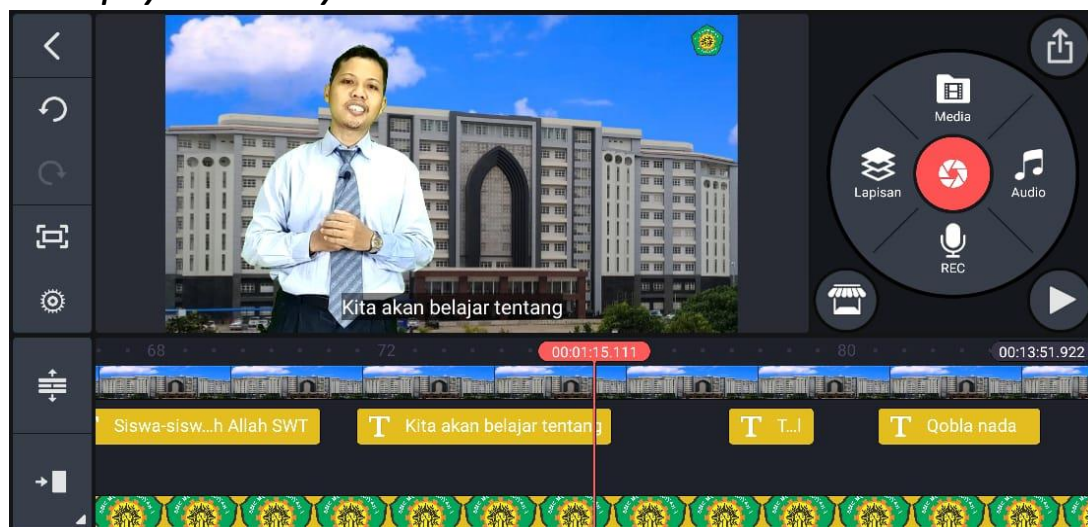 Media
Lapisan
Audio
REC
Kita akan belajar tentang
68
72
00:01:15.111
80
00:13:51.922
Siswa-sisw...h Allah SWT
T Kita akan belajar tentang
T T...l
T Qobla nada